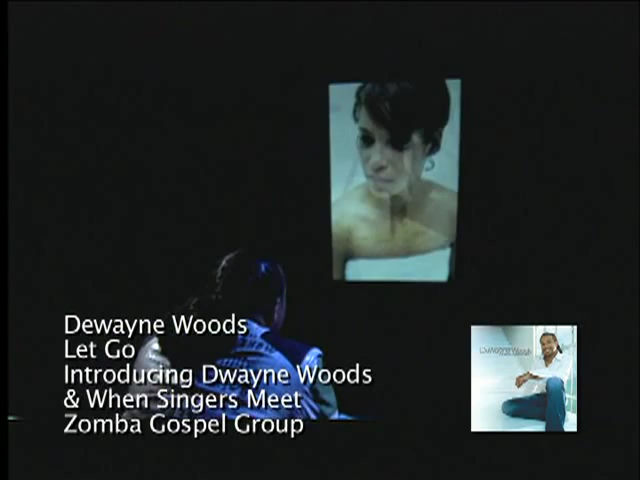 Dewayne Woods
Let Go
Introducing Dwayne Woods
& When Singers Meet
Zomba Gospel Group